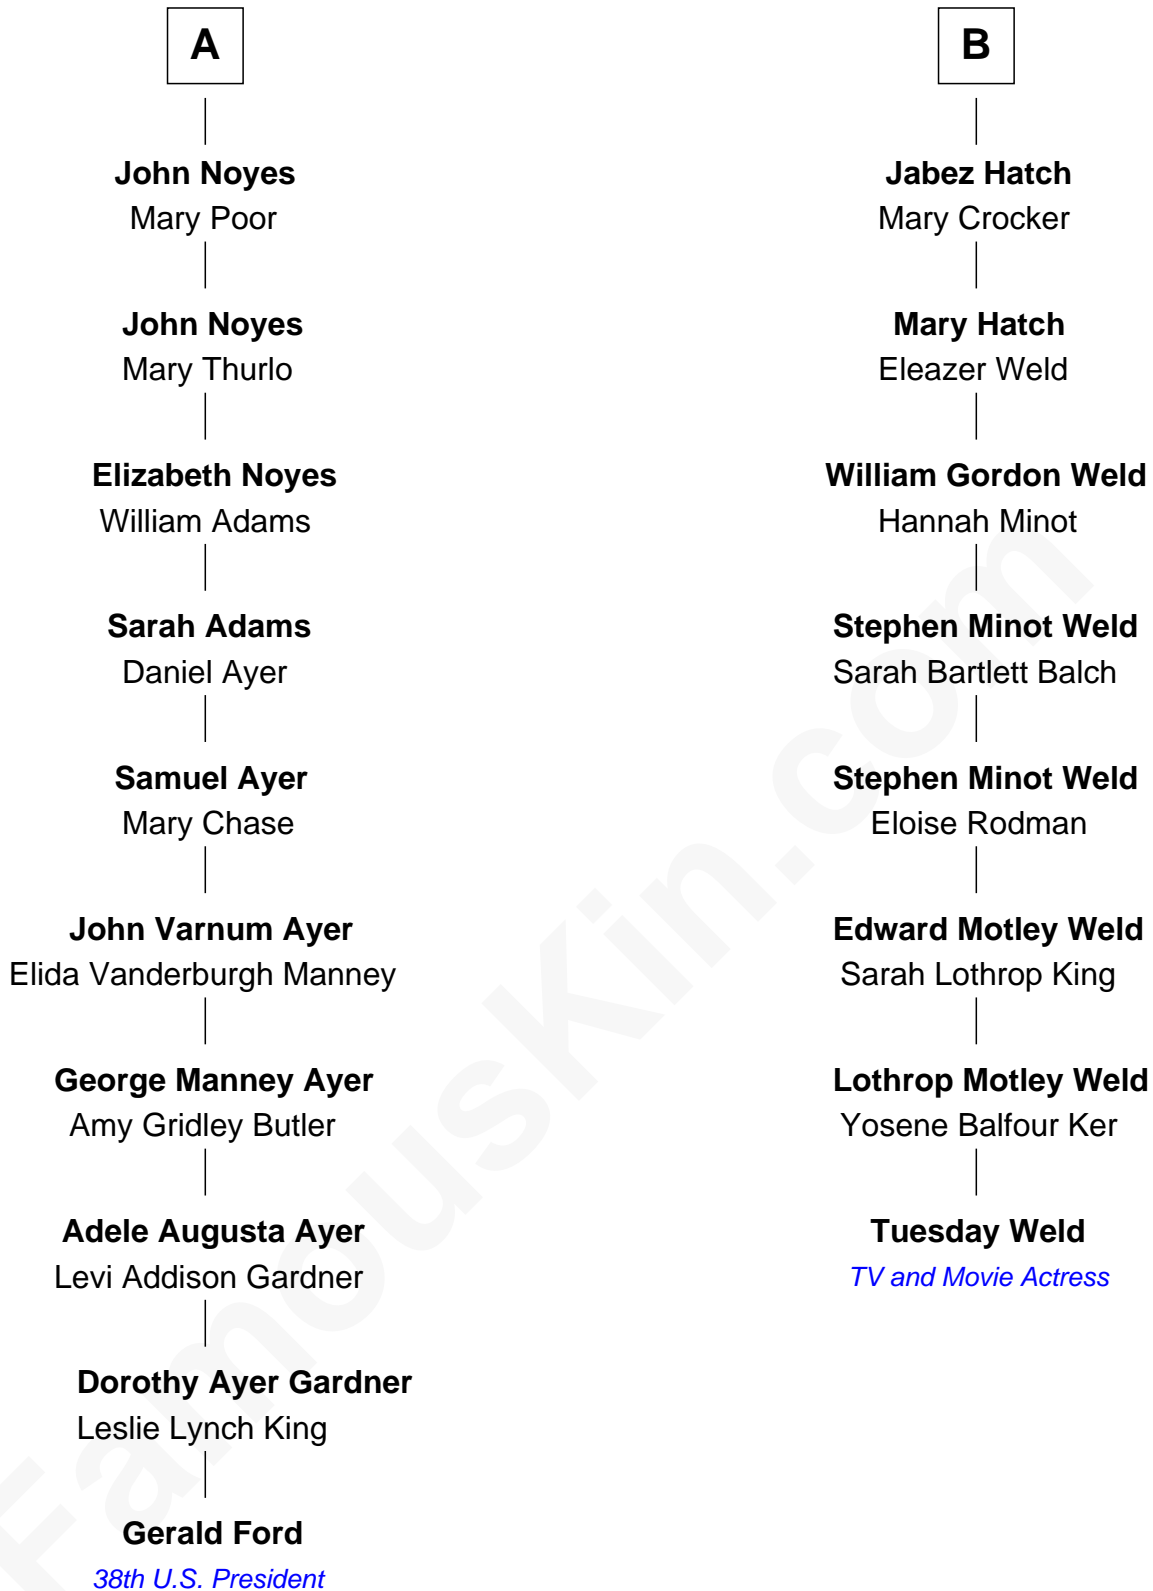 A
John Noyes
Mary Poor
John Noyes
Mary Thurlo
Elizabeth Noyes
William Adams
Sarah Adams
Daniel Ayer
Samuel Ayer
Mary Chase
John Varnum Ayer
Elida Vanderburgh Manney
George Manney Ayer
Amy Gridley Butler
Adele Augusta Ayer
Levi Addison Gardner
Dorothy Ayer Gardner
Leslie Lynch King
Gerald Ford
38th U.S. President
B
Jabez Hatch
Mary Crocker
Mary Hatch
Eleazer Weld
William Gordon Weld
Hannah Minot
Stephen Minot Weld
Sarah Bartlett Balch
Stephen Minot Weld
Eloise Rodman
Edward Motley Weld
Sarah Lothrop King
Lothrop Motley Weld
Yosene Balfour Ker
Tuesday Weld
TV and Movie Actress
FamousKin.com